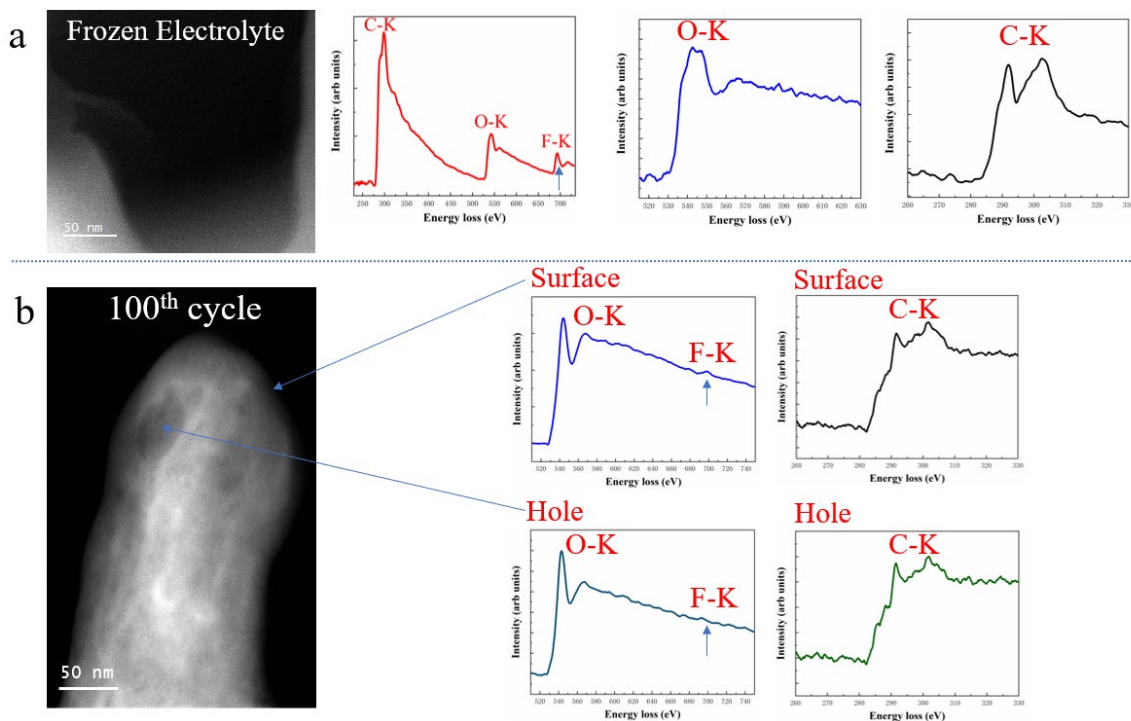 a
Frozen Electrolyte
50 nm
C-K
O-K
F-K
Intensity (arb units)
250 300 350 400 450 500 550 600 650 700
Energy loss (eV)
O-K
Intensity (arb units)
520 530 540 550 560 570 580 590 600 610 620 630
Energy loss (eV)
C-K
Intensity (arb units)
260 270 280 290 300 310 320 330
Energy loss (eV)
b
100th cycle
50 nm
Surface
O-K
F-K
Intensity (arb units)
520 540 560 580 600 620 640 660 680 700 720 740
Energy loss (eV)
Surface
C-K
Intensity (arb units)
260 270 280 290 300 310 320 330
Energy loss (eV)
Hole
O-K
F-K
Intensity (arb units)
520 540 560 580 600 620 640 660 680 700 720 740
Energy loss (eV)
Hole
C-K
Intensity (arb units)
260 270 280 290 300 310 320 330
Energy loss (eV)